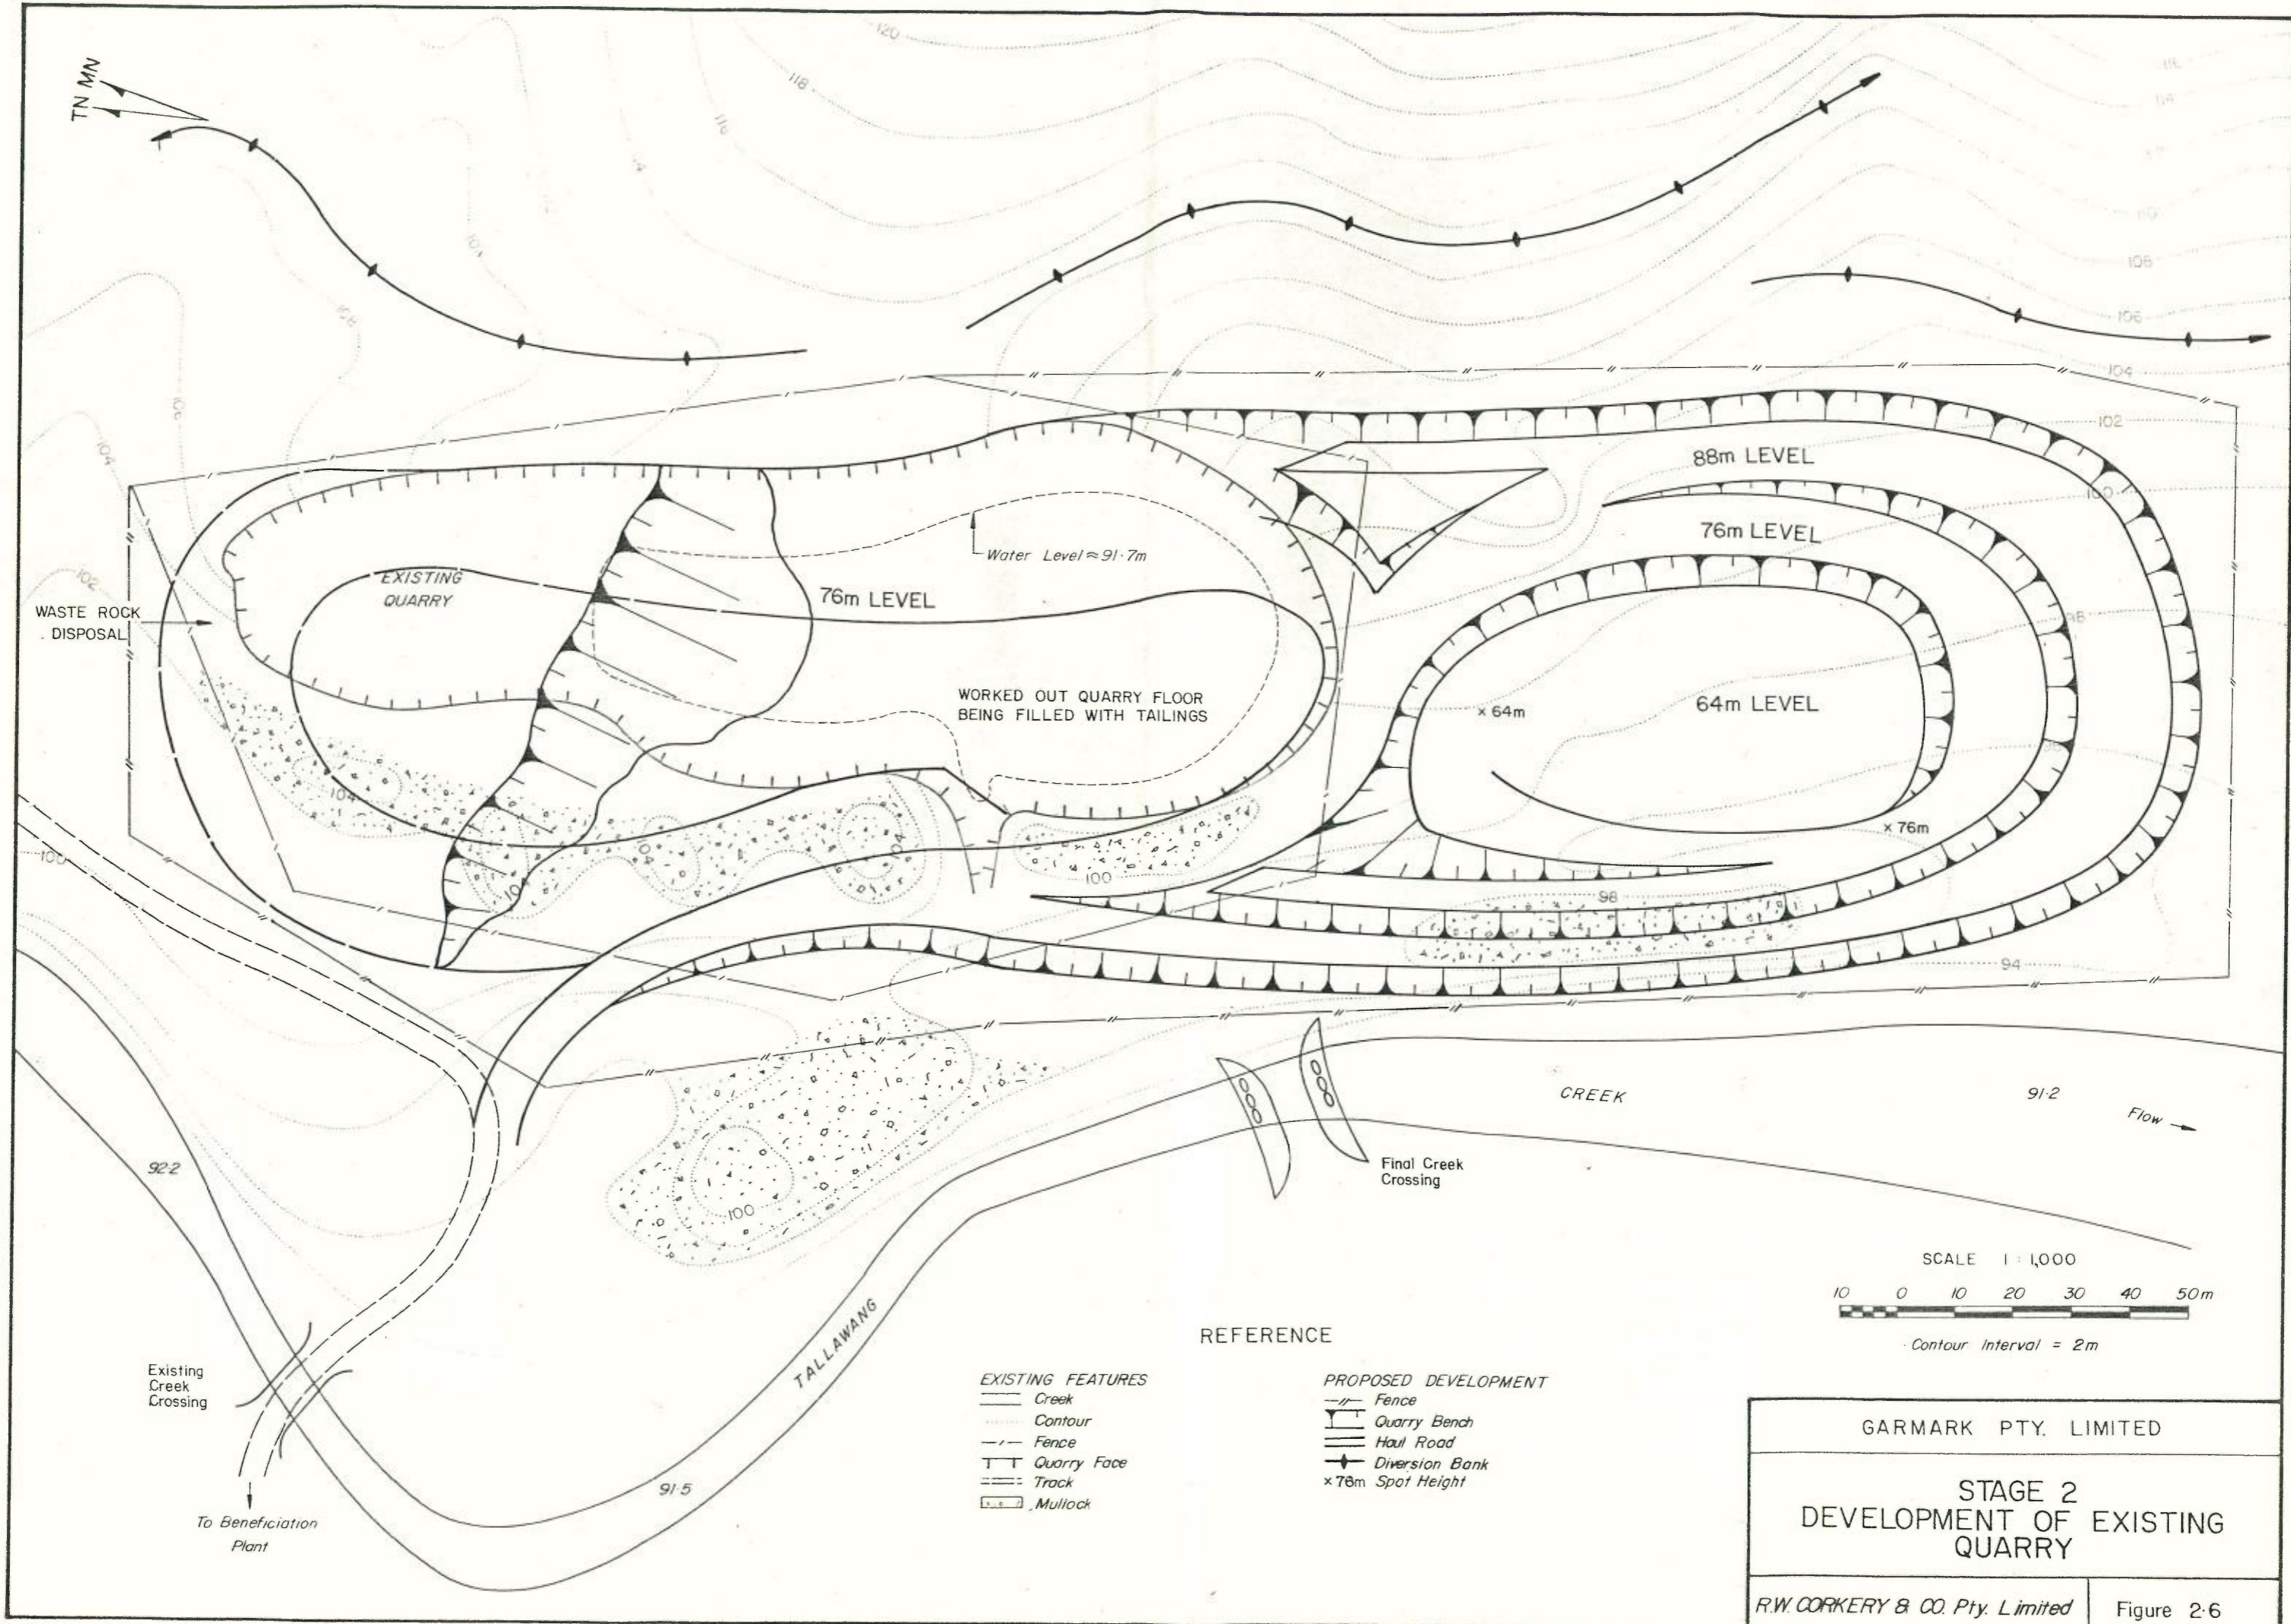 120
118
116
114
TN MN
108
106
104
102
104
102
100
88m LEVEL
76m LEVEL
Water Level ≈ 91·7m
EXISTING
QUARRY
76m LEVEL
WASTE ROCK
DISPOSAL
98
WORKED OUT QUARRY FLOOR
BEING FILLED WITH TAILINGS
× 64m
64m LEVEL
104
× 76m
104
104
104
100
100
98
94
CREEK
91·2
Flow
92·2
Final Creek
Crossing
100
SCALE 1 : 1,000
10 0 10 20 30 40 50m
Contour Interval = 2m
TALLAWANG
Existing
Creek
Crossing
91·5
To Beneficiation
Plant
REFERENCE
EXISTING FEATURES
Creek
Contour
Fence
Quarry Face
Track
Mullock
PROPOSED DEVELOPMENT
Fence
Quarry Bench
Haul Road
Diversion Bank
×76m Spot Height
GARMARK PTY. LIMITED
STAGE 2
DEVELOPMENT OF EXISTING
QUARRY
R.W. CORKERY & CO. Pty. Limited
Figure 2·6